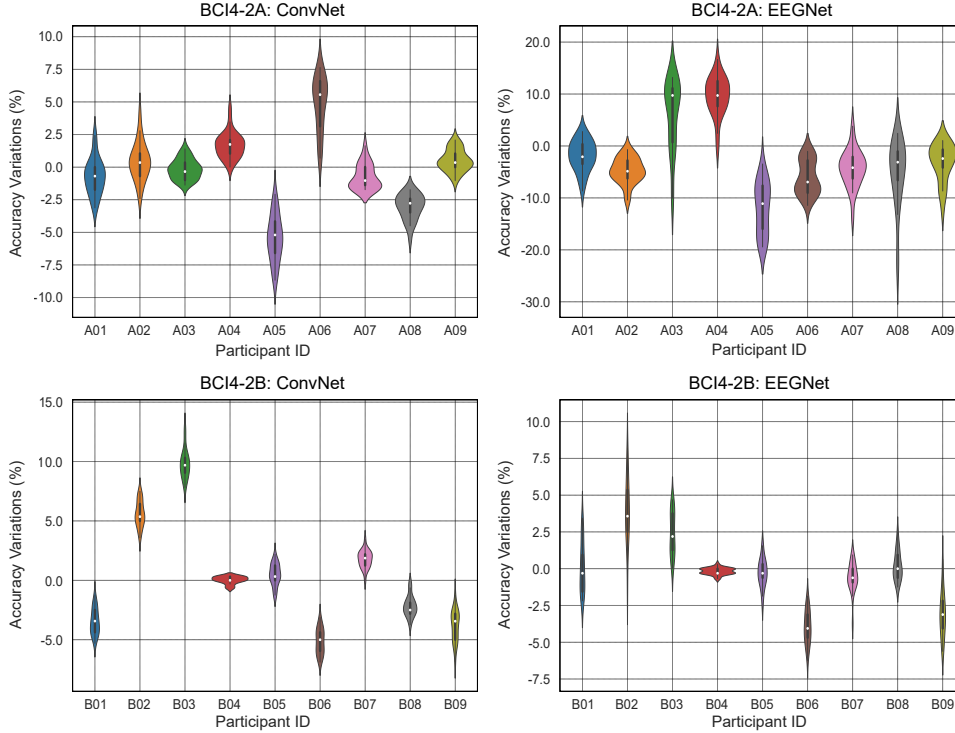 BCI4-2A: ConvNet
Accuracy Variations (%)
10.0
7.5
5.0
2.5
0.0
-2.5
-5.0
-7.5
-10.0
A01 A02 A03 A04 A05 A06 A07 A08 A09
Participant ID
BCI4-2A: EEGNet
Accuracy Variations (%)
20.0
10.0
0.0
-10.0
-20.0
-30.0
A01 A02 A03 A04 A05 A06 A07 A08 A09
Participant ID
BCI4-2B: ConvNet
Accuracy Variations (%)
15.0
10.0
5.0
0.0
-5.0
B01 B02 B03 B04 B05 B06 B07 B08 B09
Participant ID
BCI4-2B: EEGNet
Accuracy Variations (%)
10.0
7.5
5.0
2.5
0.0
-2.5
-5.0
-7.5
B01 B02 B03 B04 B05 B06 B07 B08 B09
Participant ID